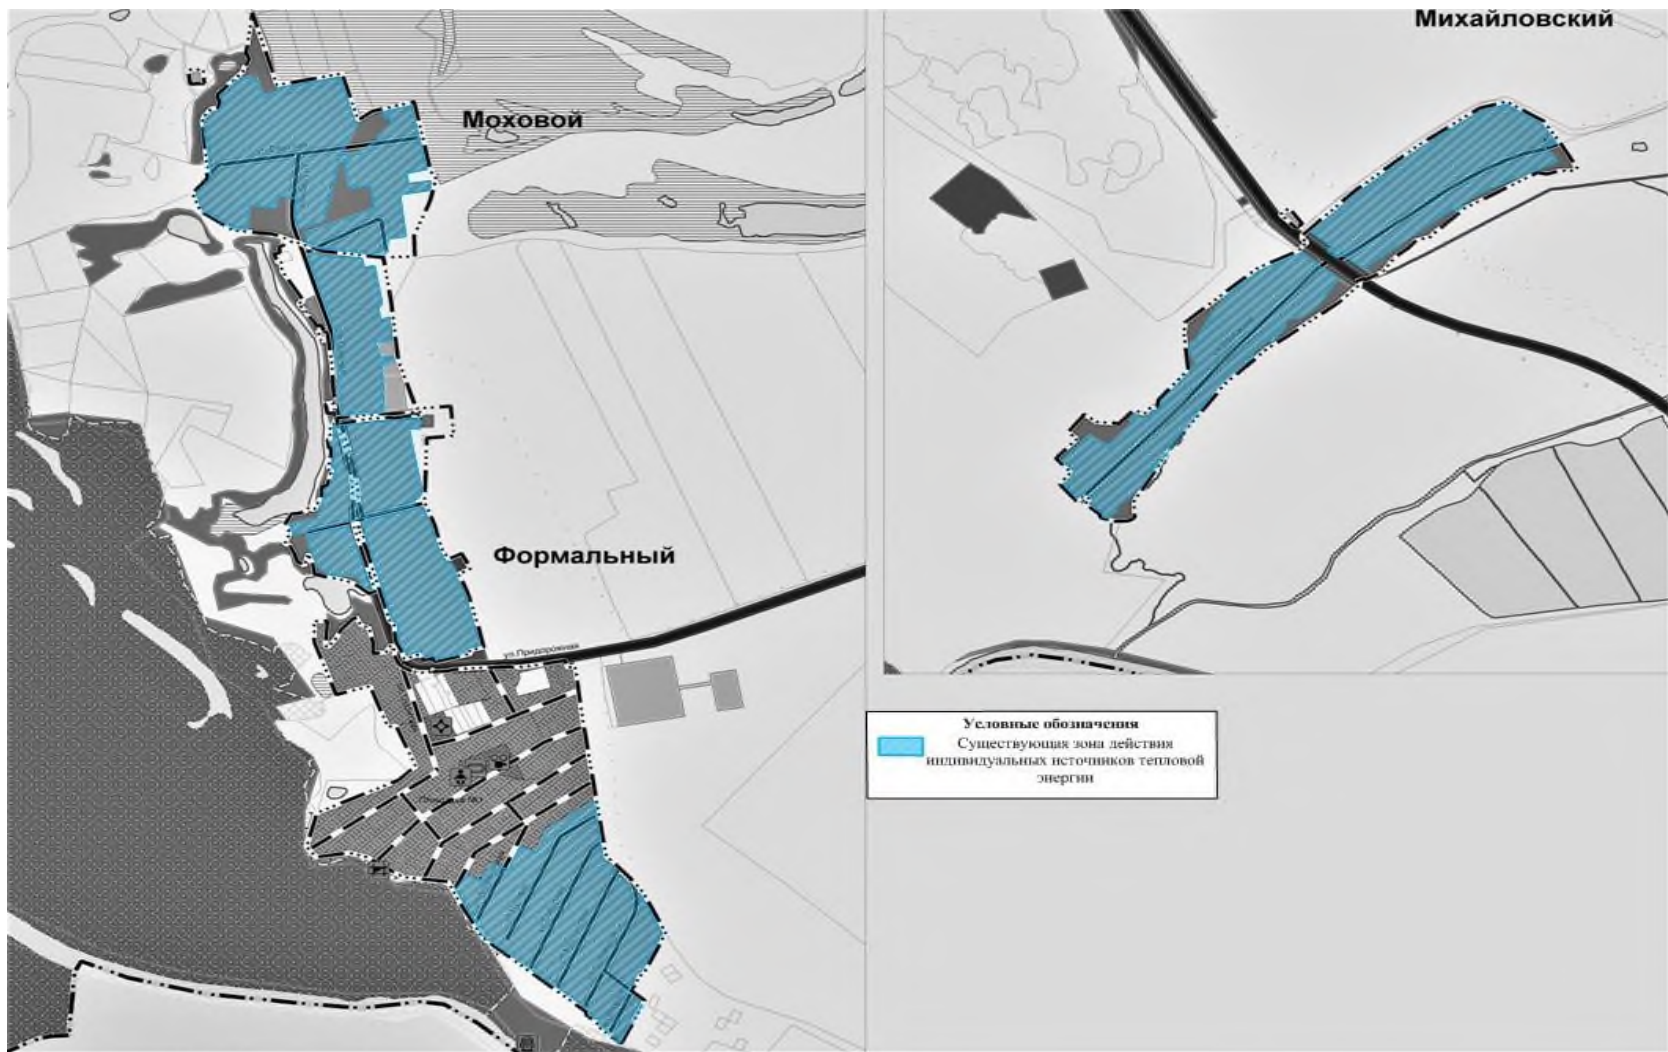 Михайловский
Моховой
Формальный
ул.Придорожная
Условные обозначения
Существующая зона действия
индивидуальных источников тепловой
энергии